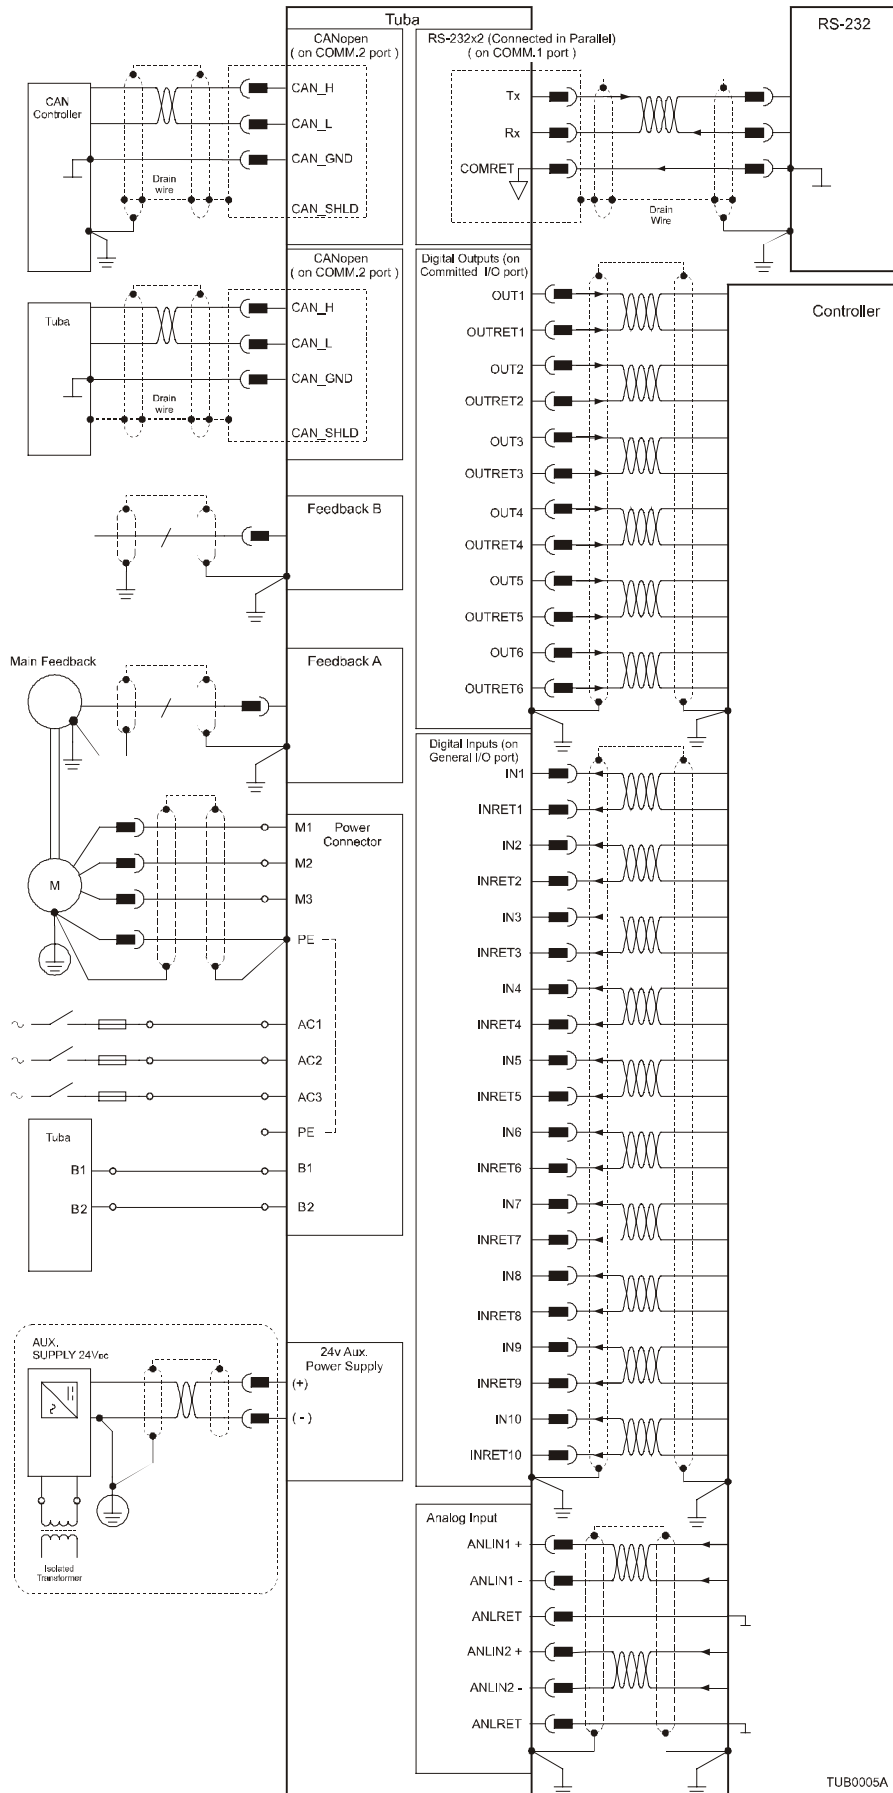 Tuba
CANopen
( on COMM.2 port )
CAN
Controller
CAN_H
CAN_L
CAN_GND
Drain
wire
CAN_SHLD
CANopen
( on COMM.2 port )
Tuba
CAN_H
CAN_L
CAN_GND
Drain
wire
CAN_SHLD
Feedback B
Main Feedback
Feedback A
M1
Power
Connector
M2
M
M3
PE
AC1
AC2
AC3
PE
Tuba
B1
B1
B2
B2
AUX.
SUPPLY 24VDC
24v Aux.
Power Supply
(+)
( - )
Isolated
Transformer
RS-232x2 (Connected in Parallel)
( on COMM.1 port )
RS-232
Tx
Rx
COMRET
Drain
Wire
Digital Outputs (on
Committed I/O port)
Controller
OUT1
OUTRET1
OUT2
OUTRET2
OUT3
OUTRET3
OUT4
OUTRET4
OUT5
OUTRET5
OUT6
OUTRET6
Digital Inputs (on
General I/O port)
IN1
INRET1
IN2
INRET2
IN3
INRET3
IN4
INRET4
IN5
INRET5
IN6
INRET6
IN7
INRET7
IN8
INRET8
IN9
INRET9
IN10
INRET10
Analog Input
ANLIN1 +
ANLIN1 -
ANLRET
ANLIN2 +
ANLIN2 -
ANLRET
TUB0005A